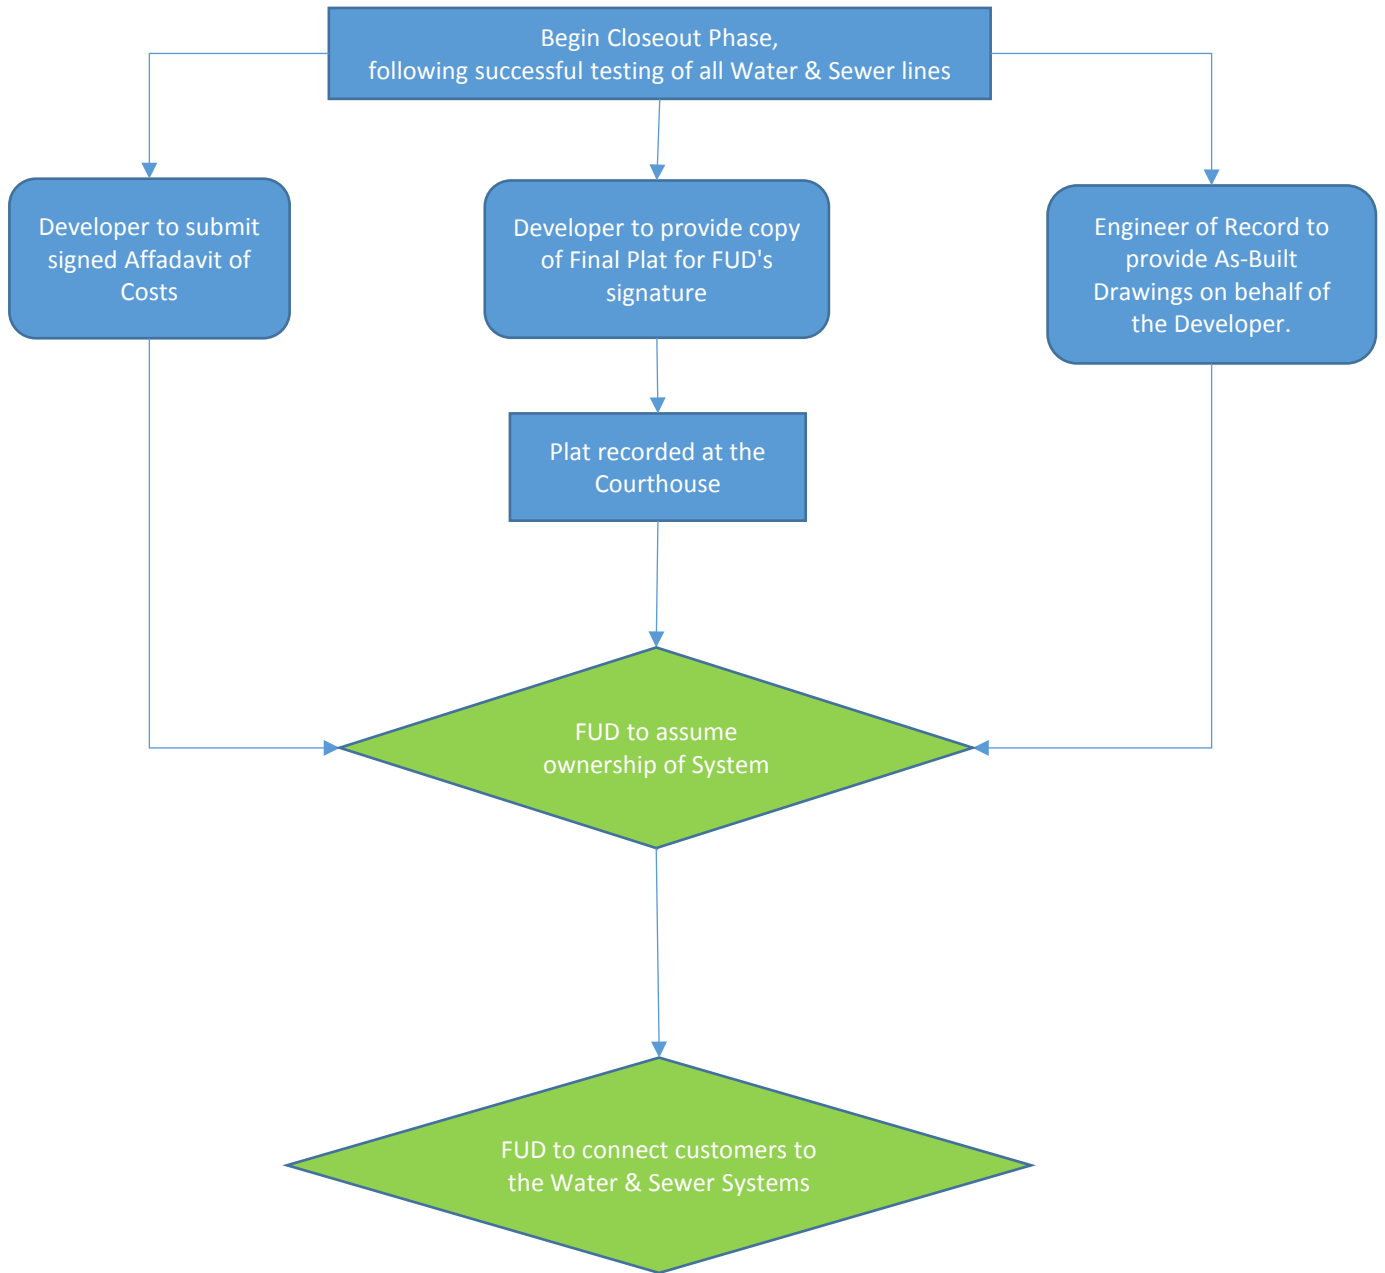 Begin Closeout Phase,
following successful testing of all Water & Sewer lines
Developer to submit
signed Affadavit of
Costs
Developer to provide copy
of Final Plat for FUD's
signature
Engineer of Record to
provide As-Built
Drawings on behalf of
the Developer.
Plat recorded at the
Courthouse
FUD to assume
ownership of System
FUD to connect customers to
the Water & Sewer Systems